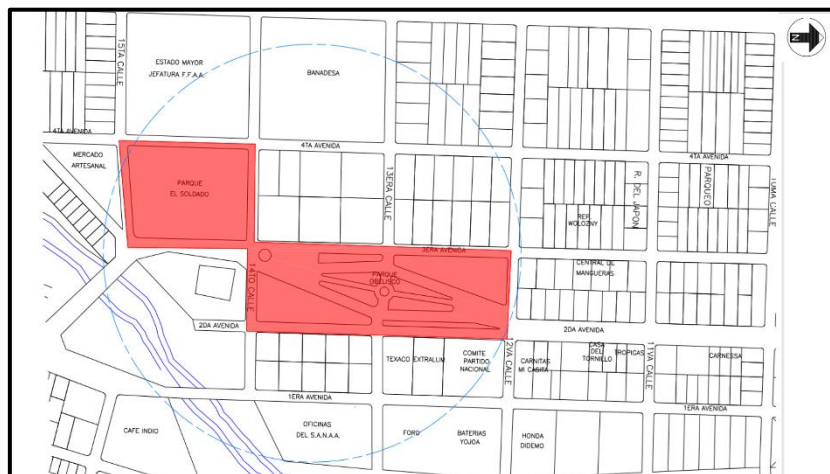 N
15TA CALLE
ESTADO MAYOR
JEFATURA F.F.A.A.
BANADESA
4TA AVENIDA
4TA AVENIDA
4TA AVENIDA
MERCADO
ARTESANAL
PARQUE
EL SOLDADO
13ERA CALLE
R. DEL JAPON
PARQUEO
10MA CALLE
REP.
WOLOZNY
3ERA AVENIDA
CENTRAL DE
MANGUERAS
14TO CALLE
PARQUE
OBELISCO
2DA AVENIDA
2DA AVENIDA
12VA CALLE
11VA CALLE
TEXACO
EXTRALUM
COMITE
PARTIDO
NACIONAL
CARNITAS
MI CASITA
CASA
DEL
TORNILLO
TROPIGAS
CARNESSA
1ERA AVENIDA
1ERA AVENIDA
CAFE INDIO
OFICINAS
DEL S.A.N.A.A.
FORD
BATERIAS
YOJOA
HONDA
DIDEMO